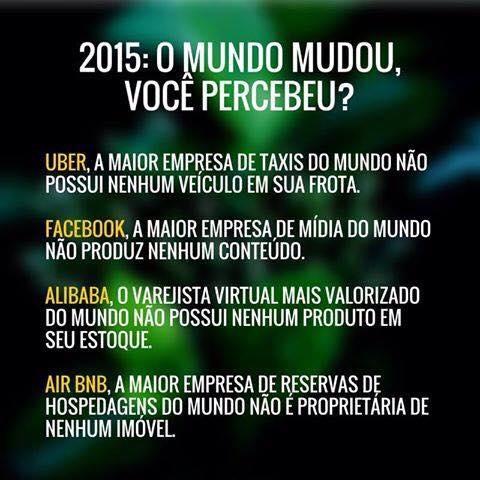 2015: O MUNDO MUDOU,
VOCÊ PERCEBEU?
UBER, A MAIOR EMPRESA DE TAXIS DO MUNDO NÃO
POSSUI NENHUM VEÍCULO EM SUA FROTA.
FACEBOOK, A MAIOR EMPRESA DE MÍDIA DO MUNDO
NÃO PRODUZ NENHUM CONTEÚDO.
ALIBABA, O VAREJISTA VIRTUAL MAIS VALORIZADO
DO MUNDO NÃO POSSUI NENHUM PRODUTO EM
SEU ESTOQUE.
AIR BNB, A MAIOR EMPRESA DE RESERVAS DE
HOSPEDAGENS DO MUNDO NÃO É PROPRIETÁRIA DE
NENHUM IMÓVEL.